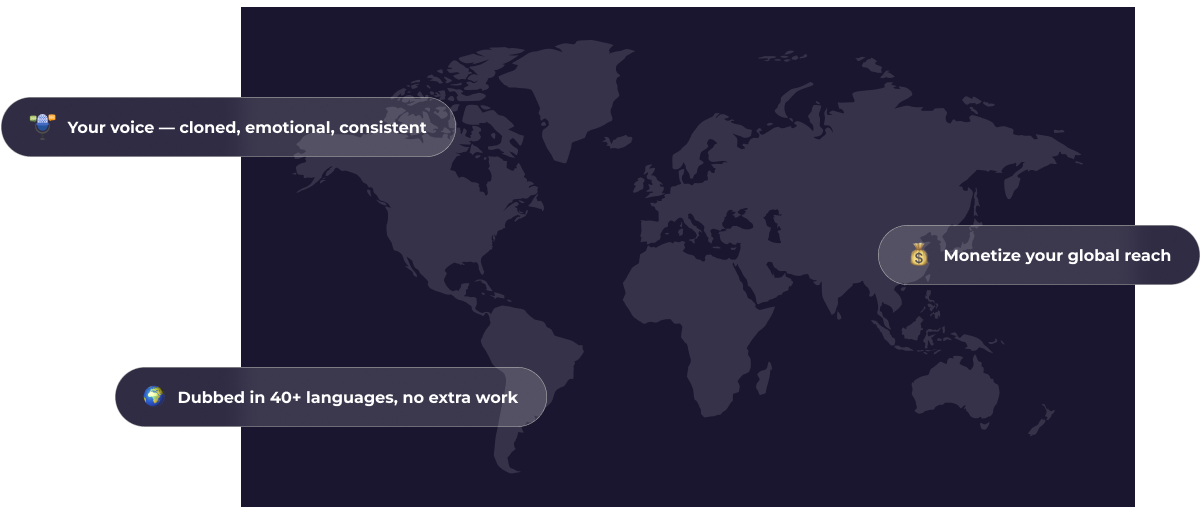 Your voice — cloned, emotional, consistent
Monetize your global reach
Dubbed in 40+ languages, no extra work